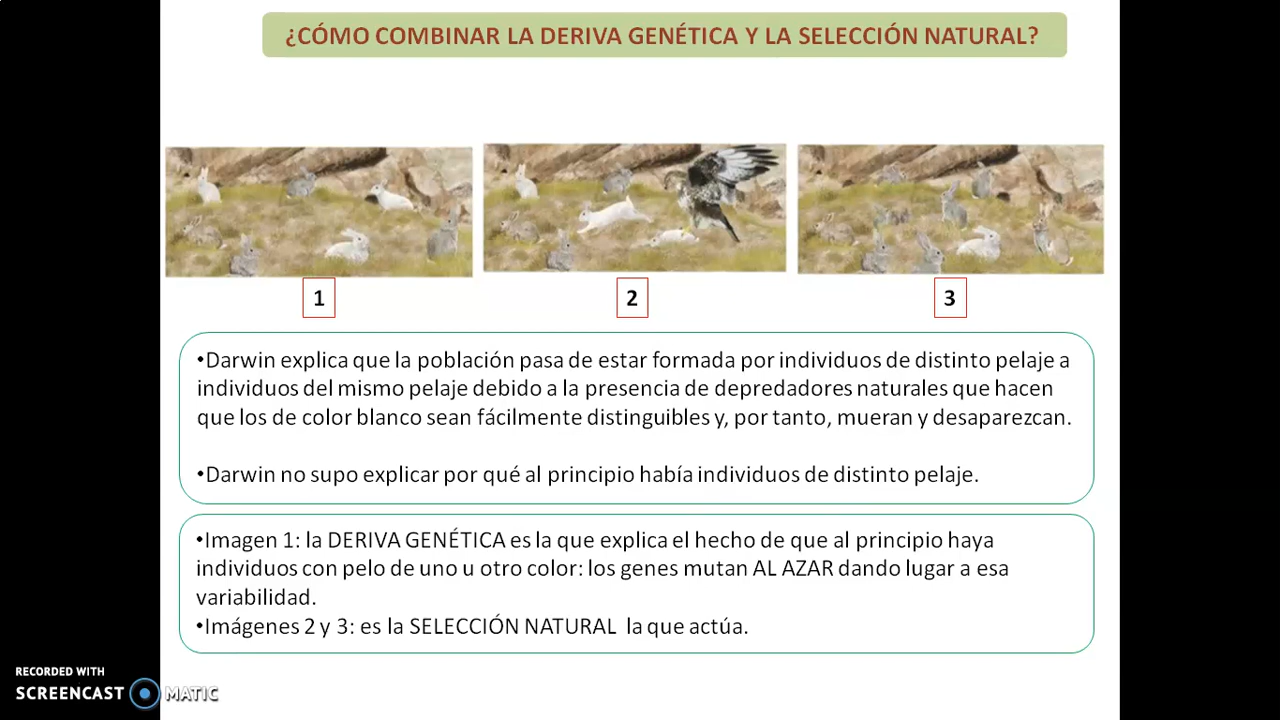 ¿CÓMO COMBINAR LA DERIVA GENÉTICA Y LA SELECCIÓN NATURAL?
1
2
3
•Darwin explica que la población pasa de estar formada por individuos de distinto pelaje a
individuos del mismo pelaje debido a la presencia de depredadores naturales que hacen
que los de color blanco sean fácilmente distinguibles y, por tanto, mueran y desaparezcan.
•Darwin no supo explicar por qué al principio había individuos de distinto pelaje.
•Imagen 1: la DERIVA GENÉTICA es la que explica el hecho de que al principio haya
individuos con pelo de uno u otro color: los genes mutan AL AZAR dando lugar a esa
variabilidad.
•Imágenes 2 y 3: es la SELECCIÓN NATURAL la que actúa.
RECORDED WITH
SCREENCAST MATIC